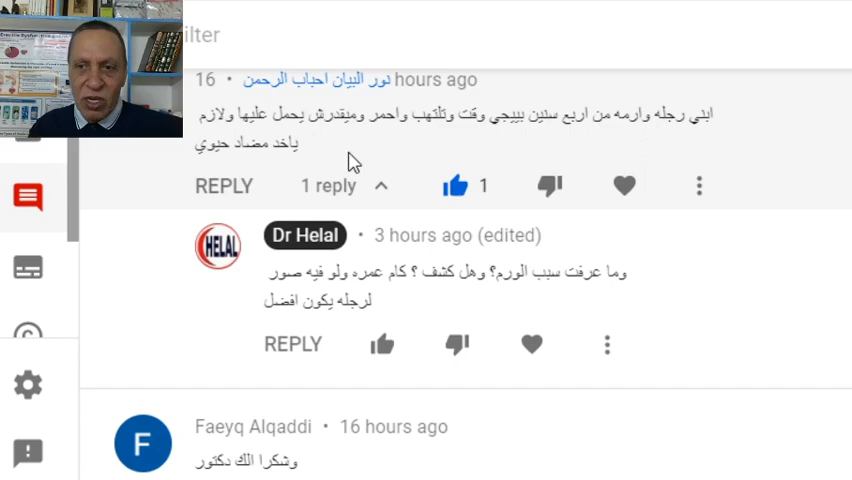 ilter
16 • نور البيان احباب الرحمن hours ago
ابني رجله وارمه من اربع سنين بييجي وقت وتلتهب واحمر وميقدرش يحمل عليها ولازم
ياخد مضاد حيوي
REPLY 1 reply 1
HELAL
Dr Helal • 3 hours ago (edited)
وما عرفت سبب الورم؟ وهل كشف ؟ كام عمره ولو فيه صور
لرجله يكون افضل
REPLY
F
Faeyq Alqaddi • 16 hours ago
وشكرا الك دكتور